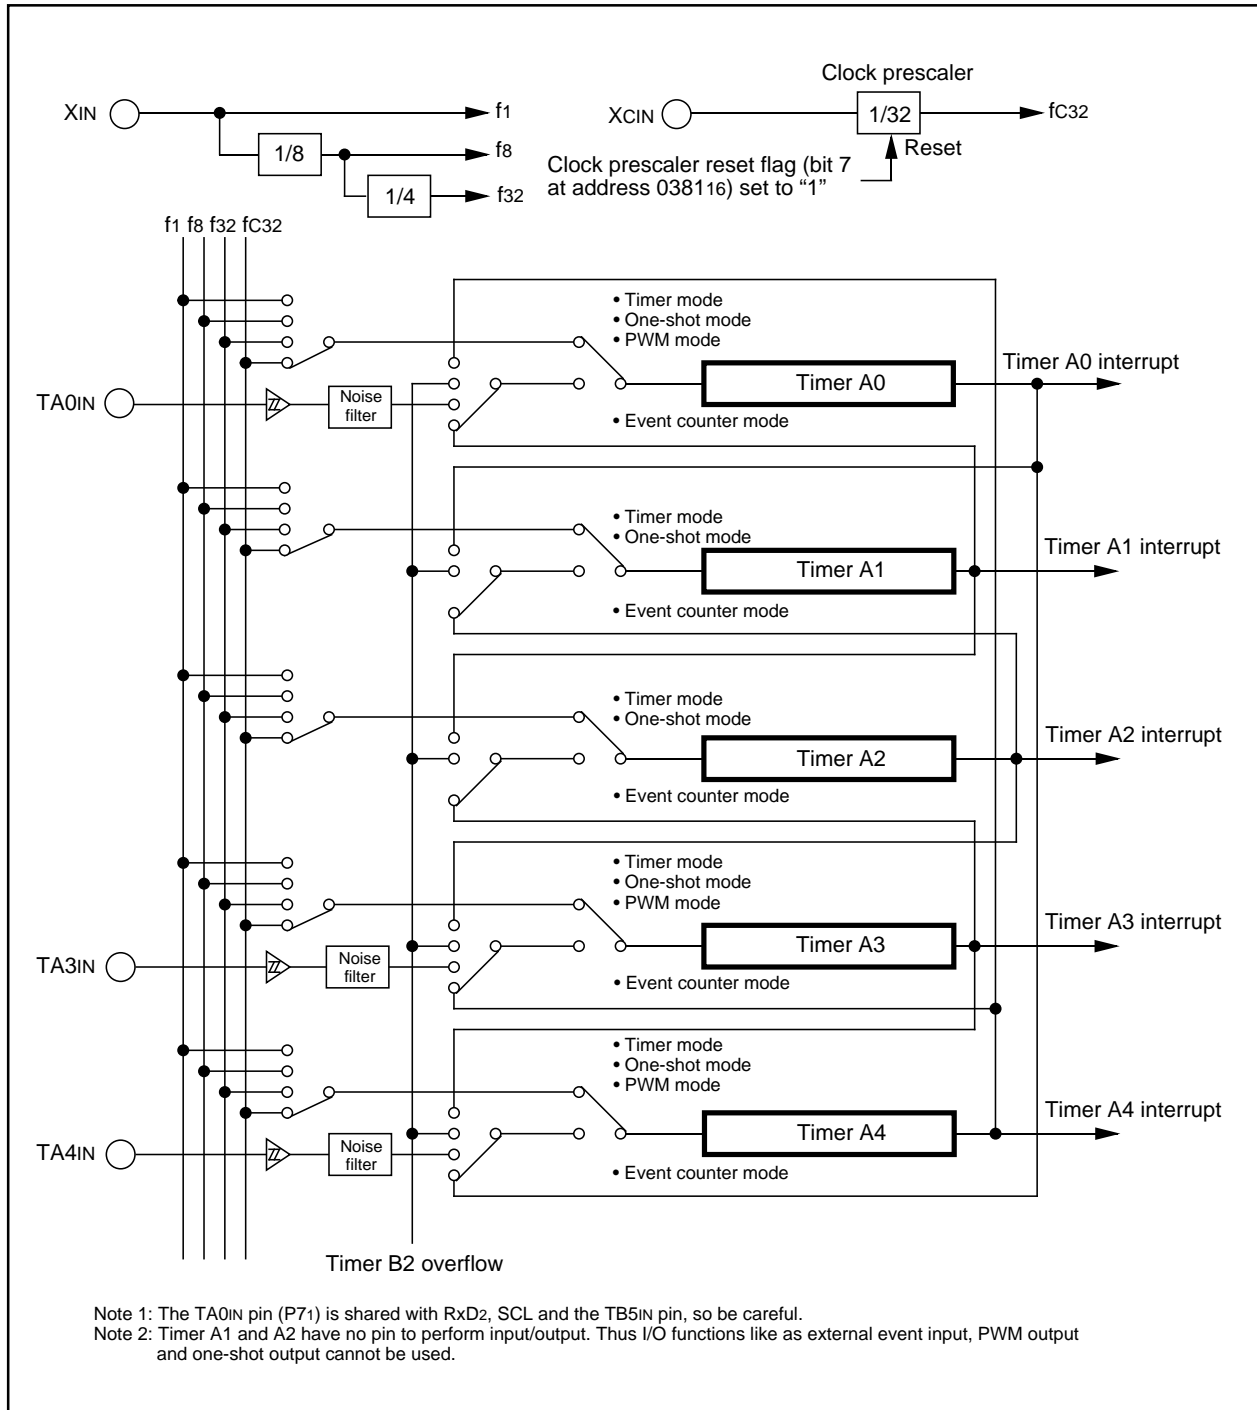 Clock prescaler
XIN
f1
XCIN
1/32
fC32
1/8
f8
Reset
Clock prescaler reset flag (bit 7
at address 038116) set to “1”
1/4
f32
f1 f8 f32 fC32
• Timer mode
• One-shot mode
• PWM mode
Timer A0 interrupt
TA0IN
Noise
filter
Timer A0
• Event counter mode
• Timer mode
• One-shot mode
Timer A1 interrupt
Timer A1
• Event counter mode
• Timer mode
• One-shot mode
Timer A2 interrupt
Timer A2
• Event counter mode
• Timer mode
• One-shot mode
• PWM mode
Timer A3 interrupt
TA3IN
Noise
filter
Timer A3
• Event counter mode
• Timer mode
• One-shot mode
• PWM mode
Timer A4 interrupt
TA4IN
Noise
filter
Timer A4
• Event counter mode
Timer B2 overflow
Note 1: The TA0IN pin (P71) is shared with RxD2, SCL and the TB5IN pin, so be careful.
Note 2: Timer A1 and A2 have no pin to perform input/output. Thus I/O functions like as external event input, PWM output
and one-shot output cannot be used.